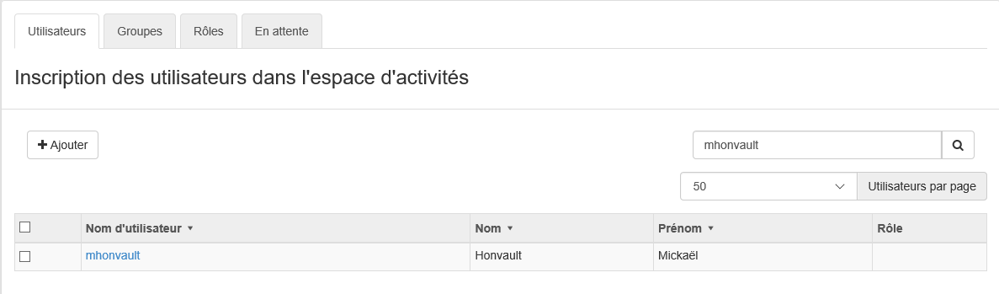 Utilisateurs Groupes Rôles En attente
Inscription des utilisateurs dans l'espace d'activités
Ajouter mhonvault
50 Utilisateurs par page
Nom d'utilisateur Nom Prénom Rôle
mhonvault Honvault Mickaël